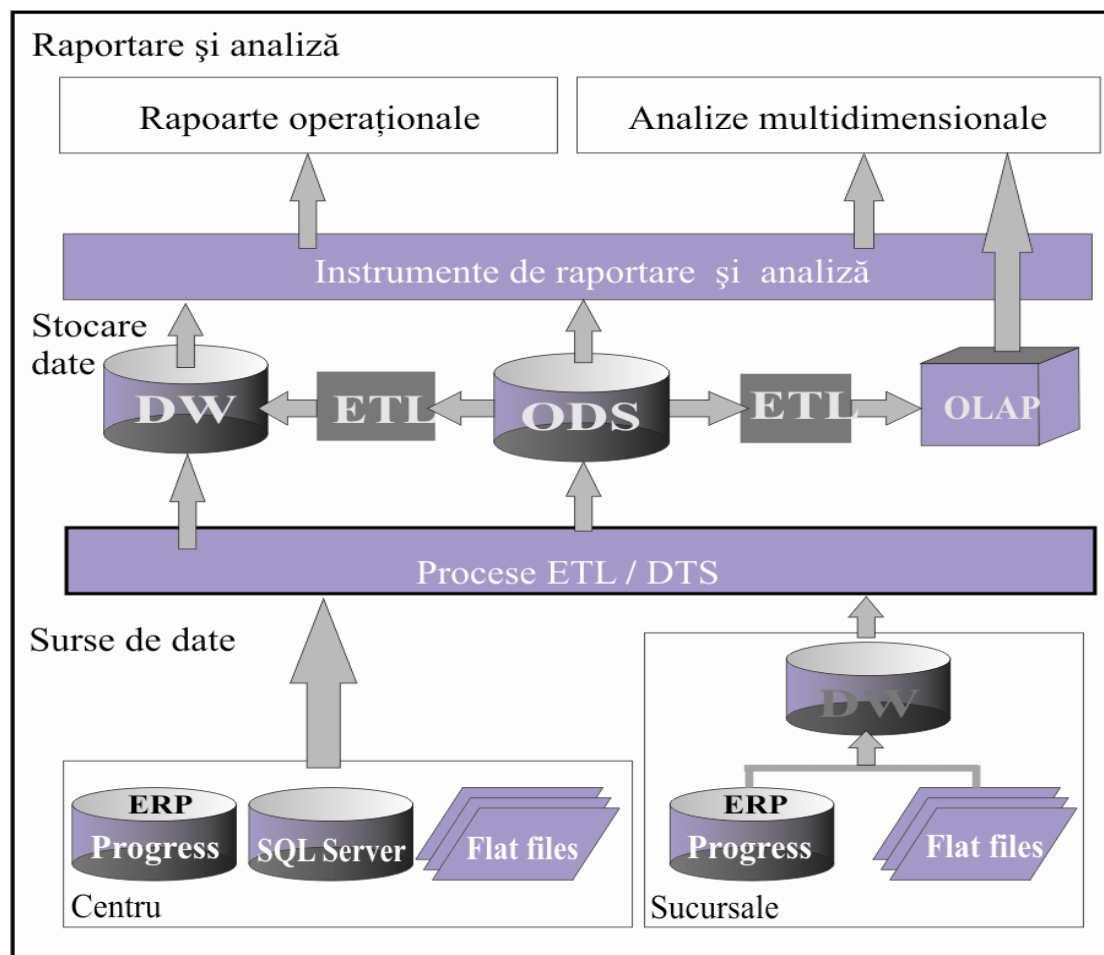 Raportare şi analiză
Rapoarte operaționale
Analize multidimensionale
Instrumente de raportare şi analiză
Stocare
date
DW
ETL
ODS
ETL
OLAP
Procese ETL / DTS
Surse de date
DW
ERP
Progress
SQL Server
Flat files
Centru
ERP
Progress
Flat files
Sucursale